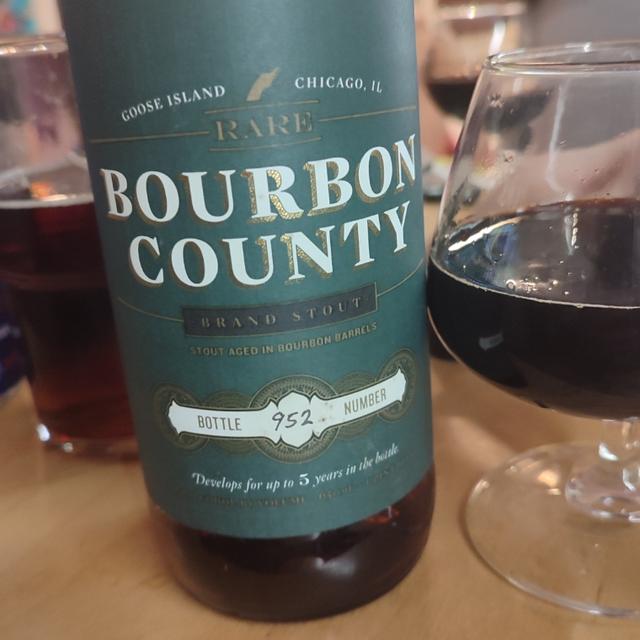 GOOSE ISLAND CHICAGO, IL
RARE
BOURBON
COUNTY
BRAND STOUT
STOUT AGED IN BOURBON BARRELS
BOTTLE 952 NUMBER
Develops for up to 5 years in the bottle.